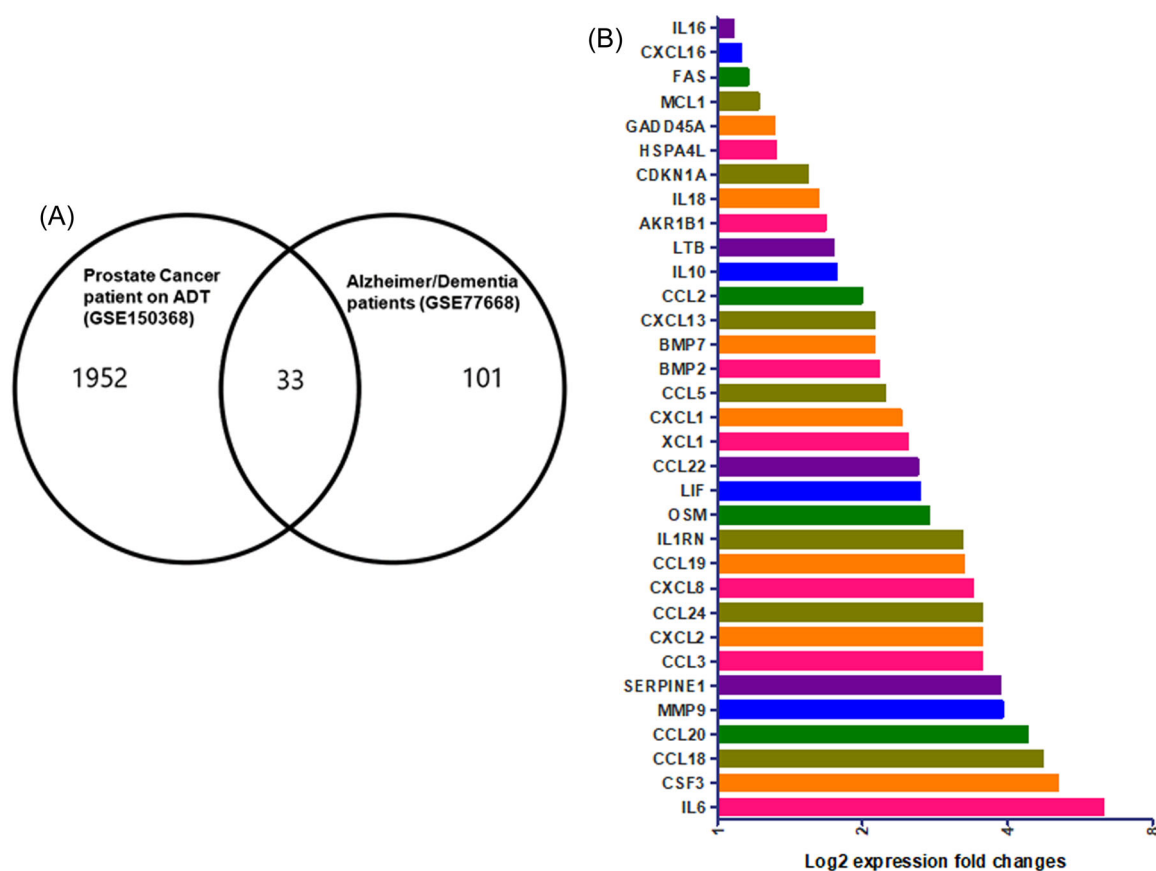 (A)
Prostate Cancer
patient on ADT
(GSE150368)
Alzheimer/Dementia
patients (GSE77668)
1952
33
101
(B)
IL16
CXCL16
FAS
MCL1
GADD45A
HSPA4L
CDKN1A
IL18
AKR1B1
LTB
IL10
CCL2
CXCL13
BMP7
BMP2
CCL5
CXCL1
XCL1
CCL22
LIF
OSM
IL1RN
CCL19
CXCL8
CCL24
CXCL2
CCL3
SERPINE1
MMP9
CCL20
CCL18
CSF3
IL6
1
2
4
8
Log2 expression fold changes